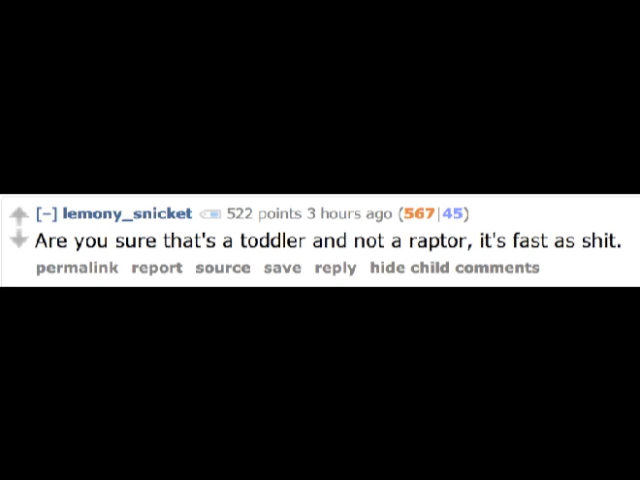 [−] lemony_snicket 522 points 3 hours ago (567|45)
Are you sure that's a toddler and not a raptor, it's fast as shit.
permalink report source save reply hide child comments